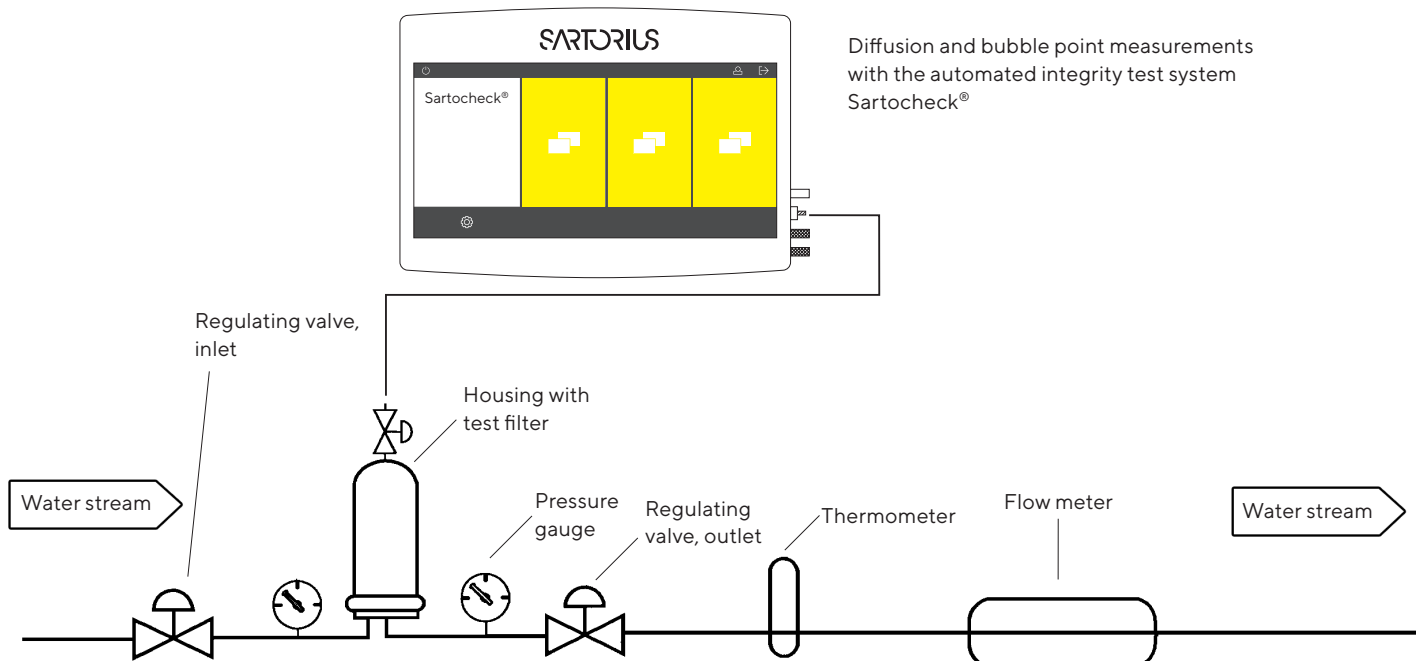 SARTORIUS
Sartocheck®
Diffusion and bubble point measurements
with the automated integrity test system
Sartocheck®
Regulating valve,
inlet
Housing with
test filter
Water stream
Pressure
gauge
Regulating
valve, outlet
Thermometer
Flow meter
Water stream